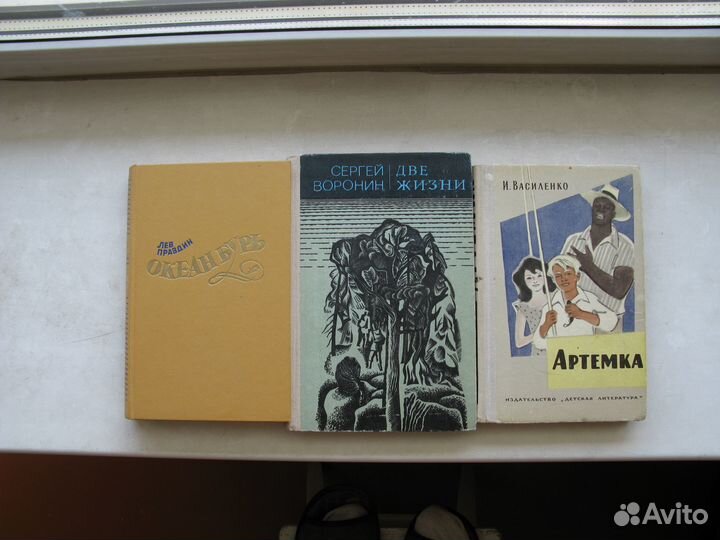 ЛЕВ
ПРАВДИН
ОКЕАН БУРЬ
СЕРГЕЙ
ВОРОНИН
ДВЕ
ЖИЗНИ
И. ВАСИЛЕНКО
АРТЕМКА
ИЗДАТЕЛЬСТВО „ДЕТСКАЯ ЛИТЕРАТУРА"
Avito